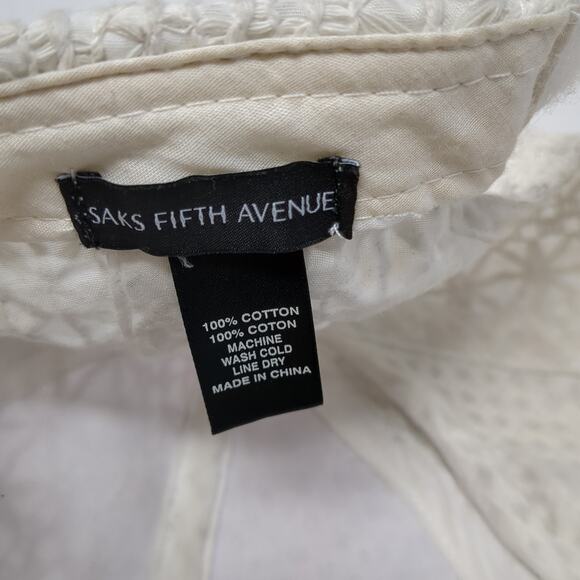 SAKS FIFTH AVENUE
100% COTTON
100% COTON
MACHINE
WASH COLD
LINE DRY
MADE IN CHINA